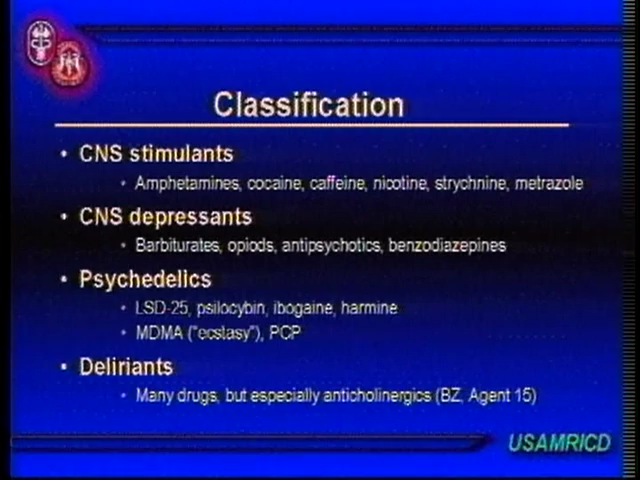 Classification
• CNS stimulants
• Amphetamines, cocaine, caffeine, nicotine, strychnine, metrazole
• CNS depressants
• Barbiturates, opiods, antipsychotics, benzodiazepines
• Psychedelics
• LSD-25, psilocybin, ibogaine, harmine
• MDMA ("ecstasy"), PCP
• Deliriants
• Many drugs, but especially anticholinergics (BZ, Agent 15)
USAMRICD